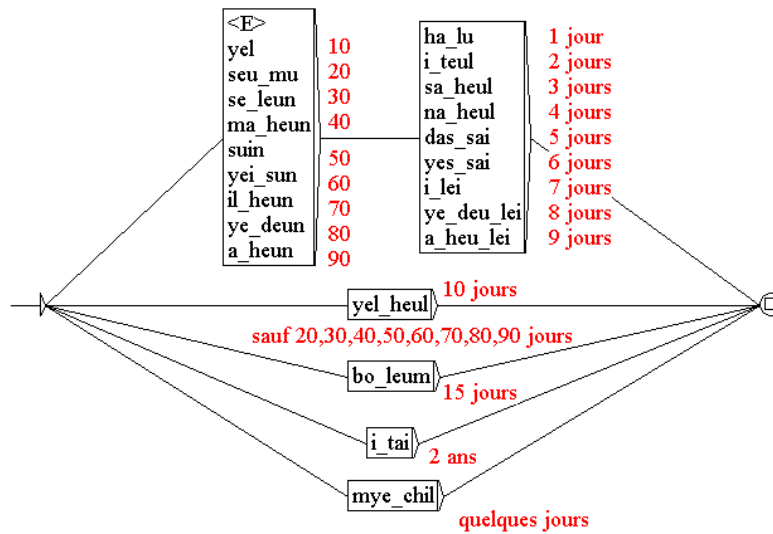 <E>
yel 10
seu_mu 20
se_leun 30
ma_heun 40
suin 50
yei_sun 60
il_heun 70
ye_deun 80
a_heun 90
ha_lu 1 jour
i_teul 2 jours
sa_heul 3 jours
na_heul 4 jours
das_sai 5 jours
yes_sai 6 jours
i_lei 7 jours
ye_deu_lei 8 jours
a_heu_lei 9 jours
yel_heul 10 jours
sauf 20,30,40,50,60,70,80,90 jours
bo_leum 15 jours
i_tai 2 ans
mye_chil quelques jours